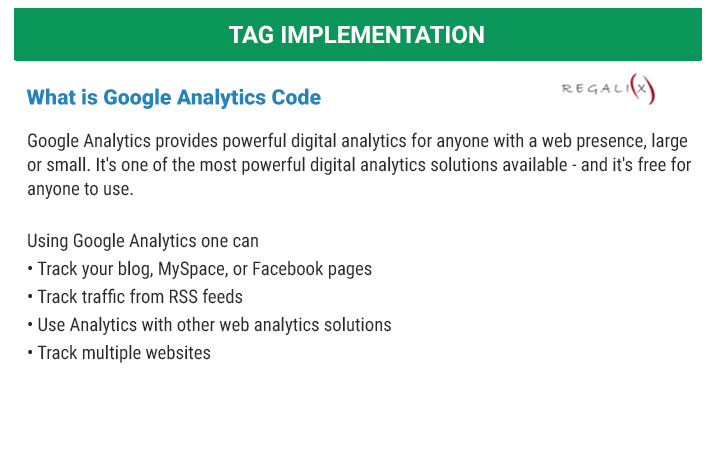 TAG IMPLEMENTATION
What is Google Analytics Code
REGALI(X)
Google Analytics provides powerful digital analytics for anyone with a web presence, large
or small. It's one of the most powerful digital analytics solutions available - and it's free for
anyone to use.
Using Google Analytics one can
• Track your blog, MySpace, or Facebook pages
• Track traffic from RSS feeds
• Use Analytics with other web analytics solutions
• Track multiple websites